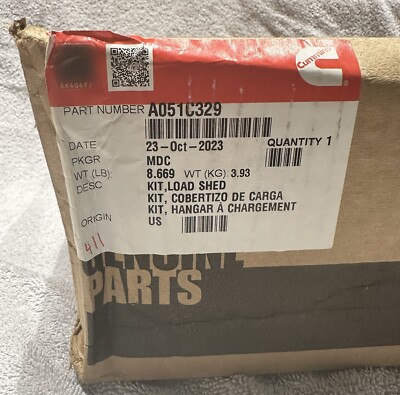 Cummins
PART NUMBER A051C329
DATE 23-Oct-2023 QUANTITY 1
PKGR MDC
WT (LB): 8.669 WT (KG): 3.93
DESC KIT,LOAD SHED
KIT, COBERTIZO DE CARGA
KIT, HANGAR À CHARGEMENT
ORIGIN US
411
GENUINE
PARTS